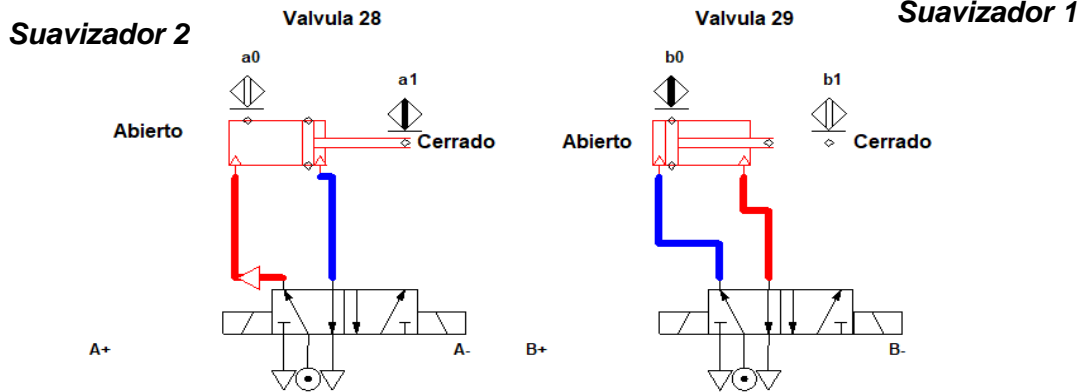 Suavizador 2
Valvula 28
Valvula 29
Suavizador 1
a0
a1
b0
b1
Abierto
Cerrado
Abierto
Cerrado
A+
A-
B+
B-